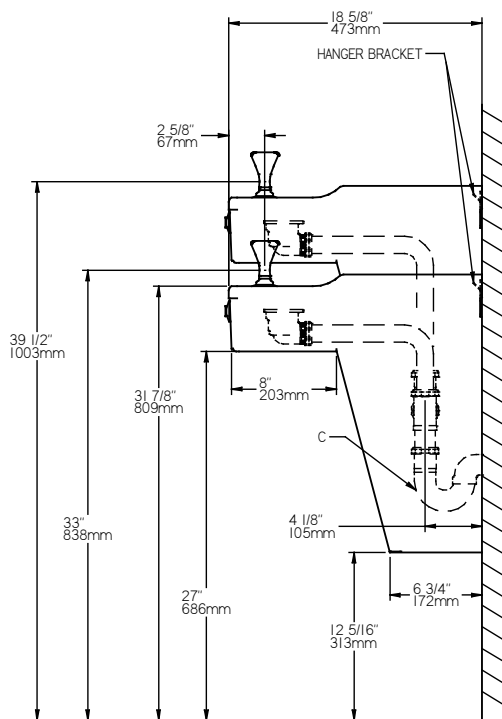 18 5/8"
473mm
HANGER BRACKET
2 5/8"
67mm
39 1/2"
1003mm
31 7/8"
809mm
8"
203mm
C
33"
838mm
4 1/8"
105mm
27"
686mm
6 3/4"
172mm
12 5/16"
313mm